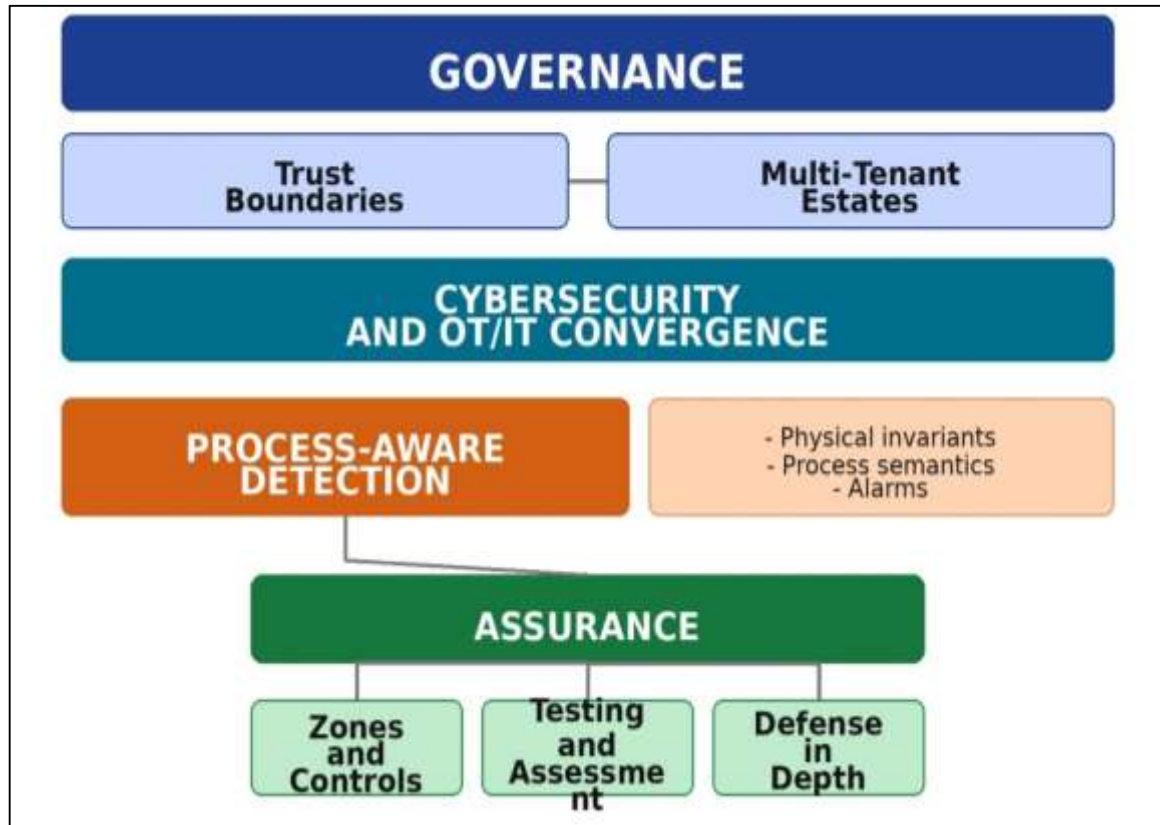 GOVERNANCE
Trust
Boundaries
Multi-Tenant
Estates
CYBERSECURITY
AND OT/IT CONVERGENCE
PROCESS-AWARE
DETECTION
- Physical invariants
- Process semantics
- Alarms
ASSURANCE
Zones
and
Controls
Testing
and
Assessme
nt
Defense
in
Depth